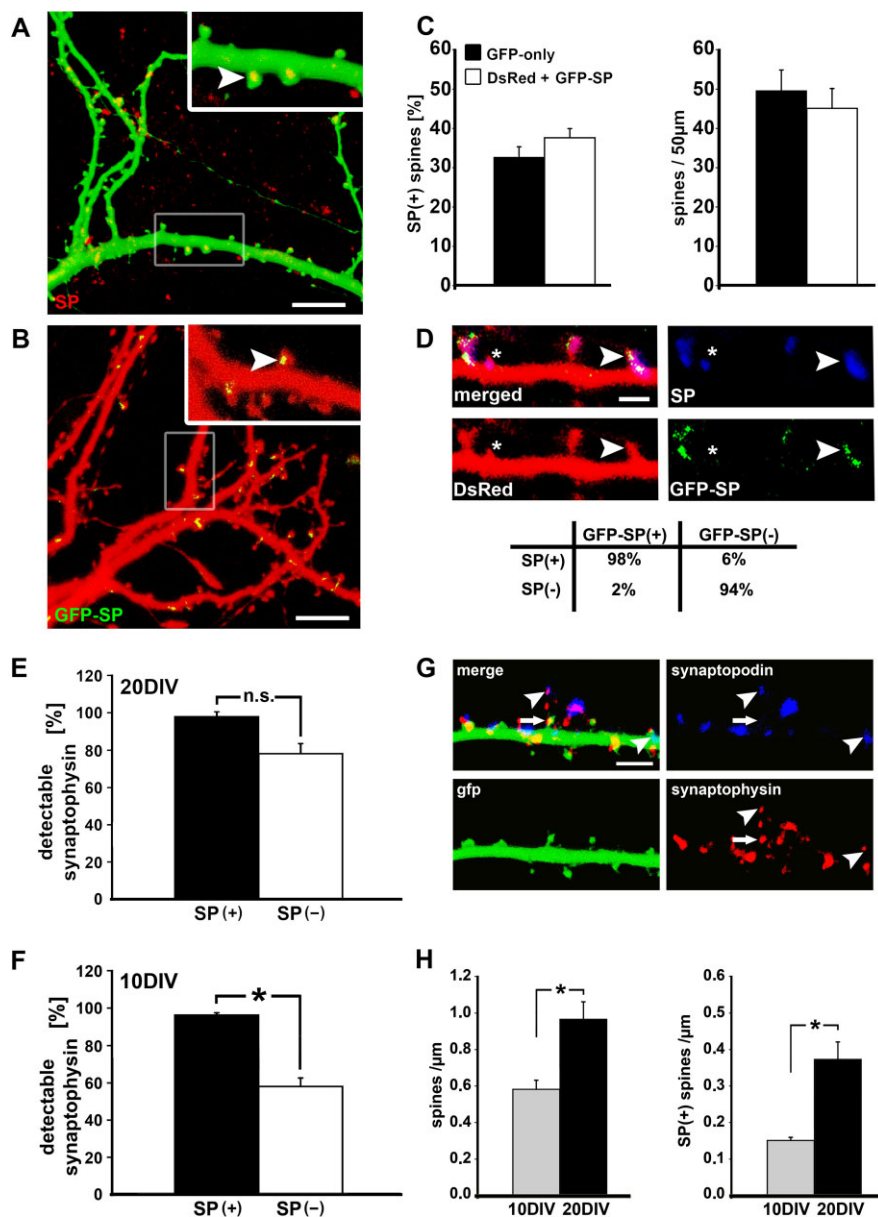 A
SP
B
GFP-SP
C
SP(+) spines [%]
60
50
40
30
20
10
0
GFP-only
DsRed + GFP-SP
spines / 50µm
60
50
40
30
20
10
0
D
merged
*
SP
*
DsRed
*
GFP-SP
*
GFP-SP(+) GFP-SP(-)
SP(+) 98% 6%
SP(-) 2% 94%
E
20DIV
detectable
synaptophysin [%]
120
100
80
60
40
20
0
n.s.
SP(+) SP(−)
F
10DIV
detectable
synaptophysin [%]
120
100
80
60
40
20
0
*
SP(+) SP(−)
G
merge
synaptopodin
gfp
synaptophysin
H
spines /µm
1.2
1.0
0.8
0.6
0.4
0.2
0.0
*
10DIV 20DIV
SP(+) spines /µm
0.6
0.5
0.4
0.3
0.2
0.1
0.0
*
10DIV 20DIV